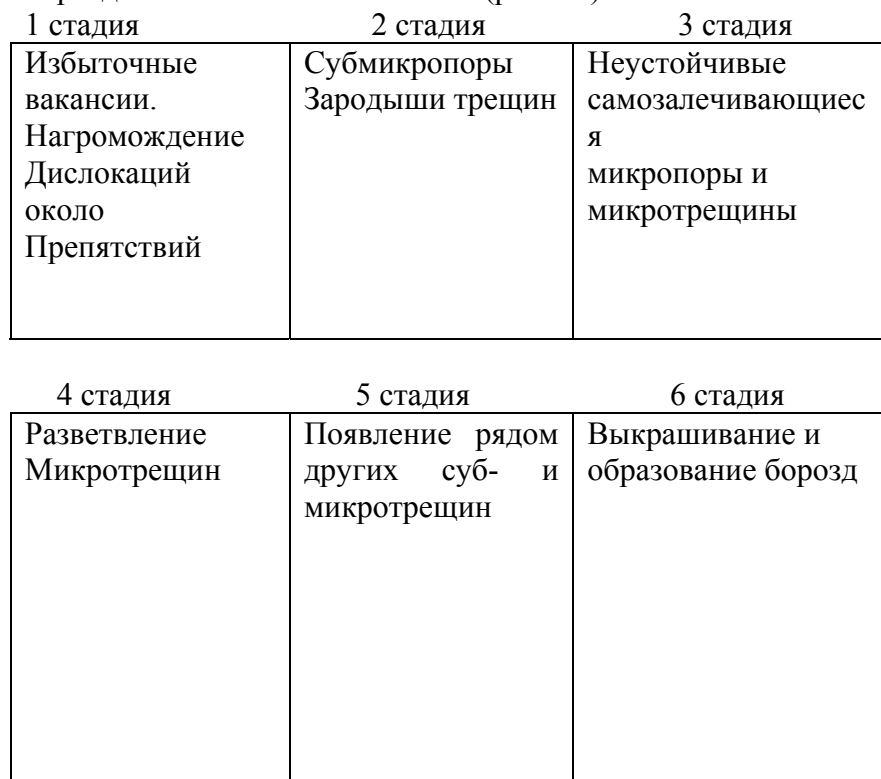 1 стадия 2 стадия 3 стадия
Избыточные
вакансии.
Нагромождение
Дислокаций
около
Препятствий
Субмикропоры
Зародыши трещин
Неустойчивые
самозалечивающиес
я
микропоры и
микротрещины
4 стадия 5 стадия 6 стадия
Разветвление
Микротрещин
Появление рядом
других суб- и
микротрещин
Выкрашивание и
образование борозд